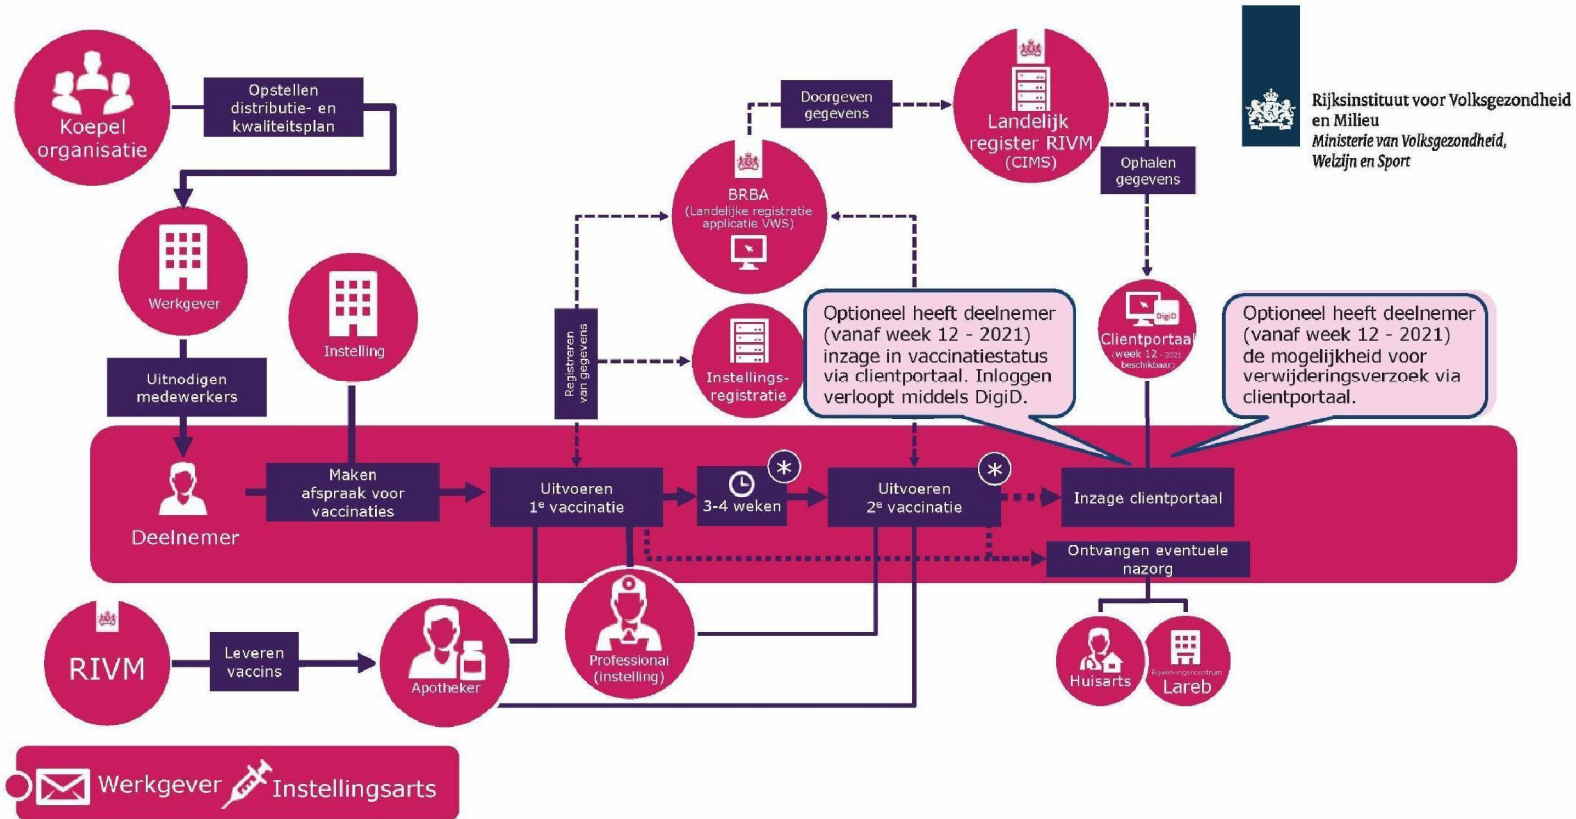 Koepel
organisatie
Opstellen
distributie- en
kwaliteitsplan
Werkgever
Instelling
Uitnodigen
medewerkers
Doorgeven
gegevens
Landelijk
register RIVM
(CIMS)
Ophalen
gegevens
Rijksinstituut voor Volksgezondheid
en Milieu
Ministerie van Volksgezondheid,
Welzijn en Sport
BRBA
(Landelijke registratie
applicatie VWS)
Registreren
van gegevens
Instellings-
registratie
Optioneel heeft deelnemer
(vanaf week 12 - 2021)
inzage in vaccinatiestatus
via clientportaal. Inloggen
verloopt middels DigiD.
DigiD
Clientportaal
(week 12 - 2021
beschikbaar)
Optioneel heeft deelnemer
(vanaf week 12 - 2021)
de mogelijkheid voor
verwijderingsverzoek via
clientportaal.
Deelnemer
Maken
afspraak voor
vaccinaties
Uitvoeren
1e vaccinatie
3-4 weken
*
Uitvoeren
2e vaccinatie
*
Inzage clientportaal
Ontvangen eventuele
nazorg
RIVM
Leveren
vaccins
Apotheker
Professional
(instelling)
Huisarts
Bijwerkingencentrum
Lareb
Werkgever
Instellingsarts